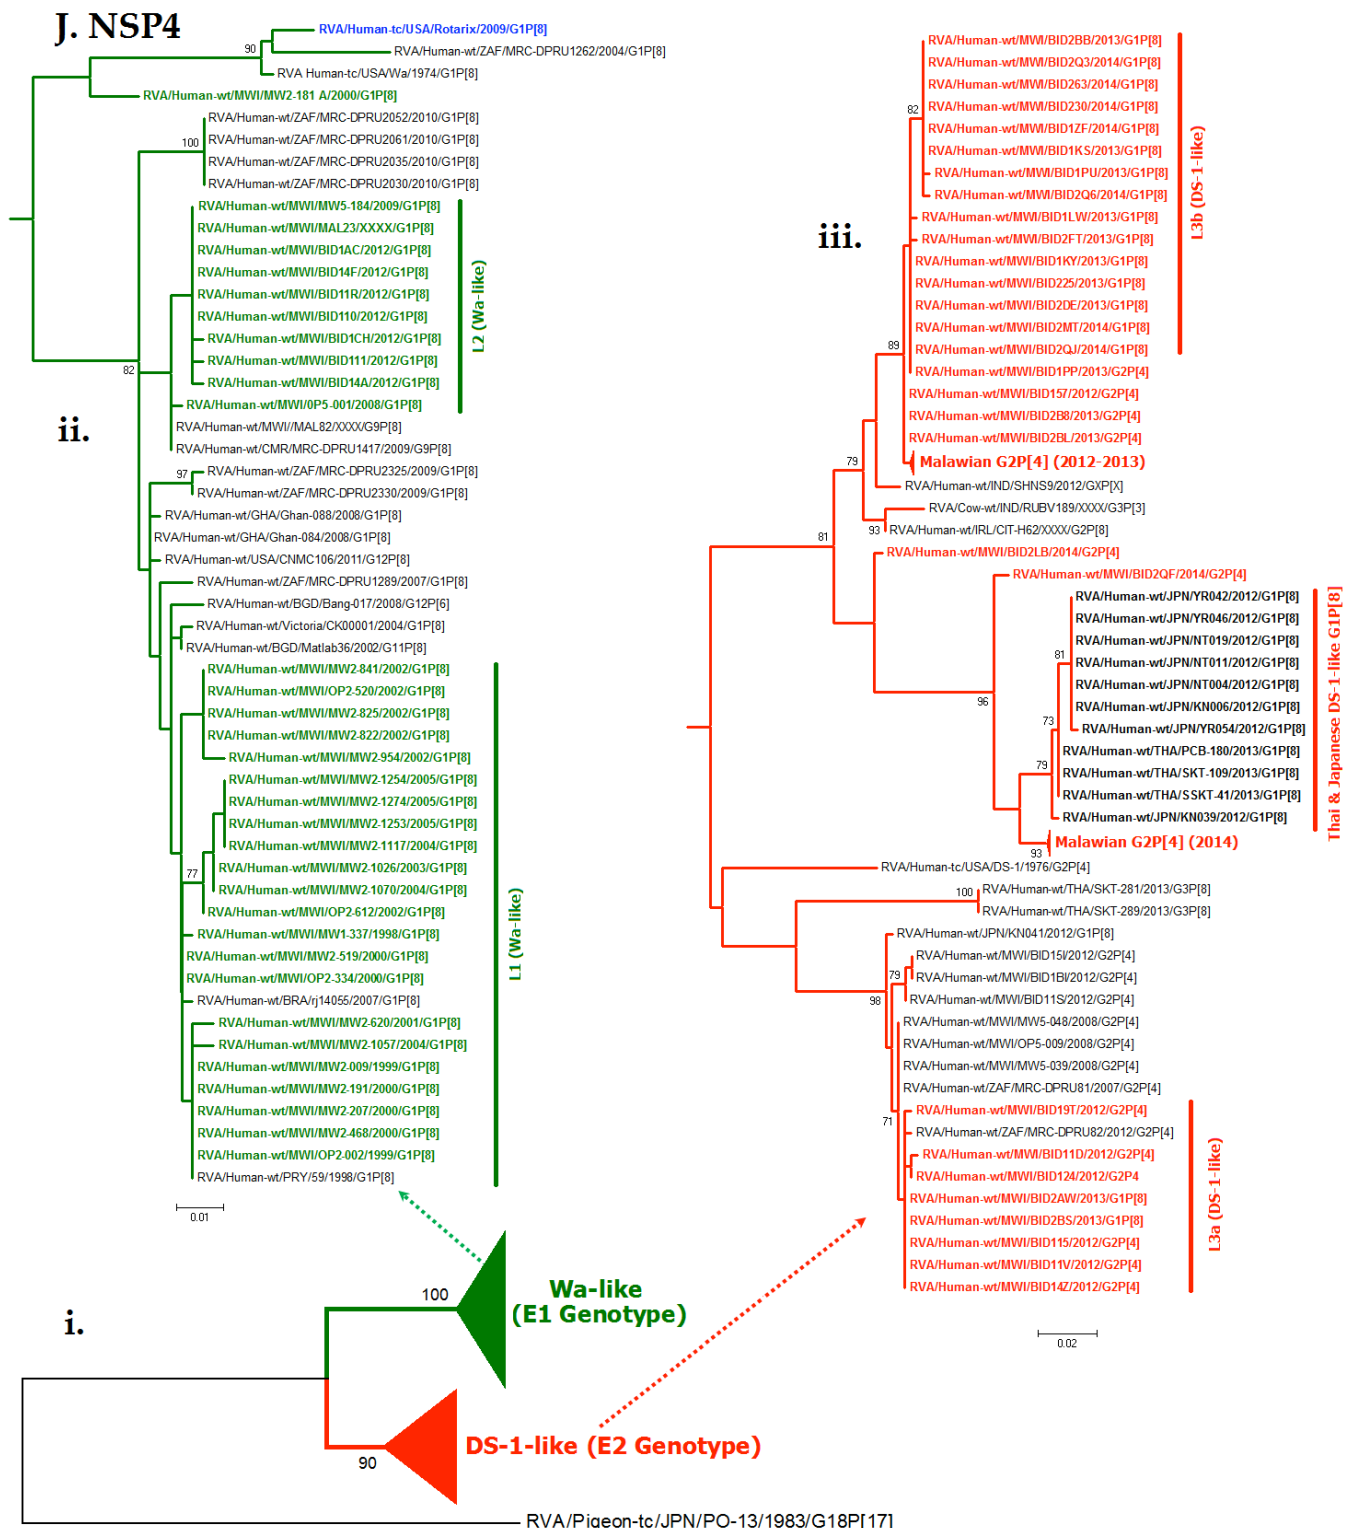 J. NSP4
RVA/Human-tc/USA/Rotarix/2009/G1P[8]
90
RVA/Human-wt/ZAF/MRC-DPRU1262/2004/G1P[8]
RVA Human-tc/USA/Wa/1974/G1P[8]
RVA/Human-wt/MWI/MW2-181 A/2000/G1P[8]
RVA/Human-wt/ZAF/MRC-DPRU2052/2010/G1P[8]
RVA/Human-wt/ZAF/MRC-DPRU2061/2010/G1P[8]
100
RVA/Human-wt/ZAF/MRC-DPRU2035/2010/G1P[8]
RVA/Human-wt/ZAF/MRC-DPRU2030/2010/G1P[8]
RVA/Human-wt/MWI/MW5-184/2009/G1P[8]
RVA/Human-wt/MWI/MAL23/XXXX/G1P[8]
RVA/Human-wt/MWI/BID1AC/2012/G1P[8]
RVA/Human-wt/MWI/BID14F/2012/G1P[8]
RVA/Human-wt/MWI/BID11R/2012/G1P[8]
RVA/Human-wt/MWI/BID110/2012/G1P[8]
RVA/Human-wt/MWI/BID1CH/2012/G1P[8]
RVA/Human-wt/MWI/BID111/2012/G1P[8]
RVA/Human-wt/MWI/BID14A/2012/G1P[8]
RVA/Human-wt/MWI/0P5-001/2008/G1P[8]
L2 (Wa-like)
82
ii.
RVA/Human-wt/MWI//MAL82/XXXX/G9P[8]
RVA/Human-wt/CMR/MRC-DPRU1417/2009/G9P[8]
97
RVA/Human-wt/ZAF/MRC-DPRU2325/2009/G1P[8]
RVA/Human-wt/ZAF/MRC-DPRU2330/2009/G1P[8]
RVA/Human-wt/GHA/Ghan-088/2008/G1P[8]
RVA/Human-wt/GHA/Ghan-084/2008/G1P[8]
RVA/Human-wt/USA/CNMC106/2011/G12P[8]
RVA/Human-wt/ZAF/MRC-DPRU1289/2007/G1P[8]
RVA/Human-wt/BGD/Bang-017/2008/G12P[6]
RVA/Human-wt/Victoria/CK00001/2004/G1P[8]
RVA/Human-wt/BGD/Matlab36/2002/G11P[8]
RVA/Human-wt/MWI/MW2-841/2002/G1P[8]
RVA/Human-wt/MWI/OP2-520/2002/G1P[8]
RVA/Human-wt/MWI/MW2-825/2002/G1P[8]
RVA/Human-wt/MWI/MW2-822/2002/G1P[8]
RVA/Human-wt/MWI/MW2-954/2002/G1P[8]
RVA/Human-wt/MWI/MW2-1254/2005/G1P[8]
RVA/Human-wt/MWI/MW2-1274/2005/G1P[8]
RVA/Human-wt/MWI/MW2-1253/2005/G1P[8]
RVA/Human-wt/MWI/MW2-1117/2004/G1P[8]
RVA/Human-wt/MWI/MW2-1026/2003/G1P[8]
77
RVA/Human-wt/MWI/MW2-1070/2004/G1P[8]
RVA/Human-wt/MWI/OP2-612/2002/G1P[8]
RVA/Human-wt/MWI/MW1-337/1998/G1P[8]
RVA/Human-wt/MWI/MW2-519/2000/G1P[8]
RVA/Human-wt/MWI/OP2-334/2000/G1P[8]
RVA/Human-wt/BRA/rj14055/2007/G1P[8]
RVA/Human-wt/MWI/MW2-620/2001/G1P[8]
RVA/Human-wt/MWI/MW2-1057/2004/G1P[8]
RVA/Human-wt/MWI/MW2-009/1999/G1P[8]
RVA/Human-wt/MWI/MW2-191/2000/G1P[8]
RVA/Human-wt/MWI/MW2-207/2000/G1P[8]
RVA/Human-wt/MWI/MW2-468/2000/G1P[8]
RVA/Human-wt/MWI/OP2-002/1999/G1P[8]
RVA/Human-wt/PRY/59/1998/G1P[8]
L1 (Wa-like)
0.01
RVA/Human-wt/MWI/BID2BB/2013/G1P[8]
RVA/Human-wt/MWI/BID2Q3/2014/G1P[8]
RVA/Human-wt/MWI/BID263/2014/G1P[8]
82
RVA/Human-wt/MWI/BID230/2014/G1P[8]
RVA/Human-wt/MWI/BID1ZF/2014/G1P[8]
RVA/Human-wt/MWI/BID1KS/2013/G1P[8]
RVA/Human-wt/MWI/BID1PU/2013/G1P[8]
RVA/Human-wt/MWI/BID2Q6/2014/G1P[8]
RVA/Human-wt/MWI/BID1LW/2013/G1P[8]
iii.
RVA/Human-wt/MWI/BID2FT/2013/G1P[8]
RVA/Human-wt/MWI/BID1KY/2013/G1P[8]
RVA/Human-wt/MWI/BID225/2013/G1P[8]
RVA/Human-wt/MWI/BID2DE/2013/G1P[8]
RVA/Human-wt/MWI/BID2MT/2014/G1P[8]
89
RVA/Human-wt/MWI/BID2QJ/2014/G1P[8]
L3b (DS-1-like)
RVA/Human-wt/MWI/BID1PP/2013/G2P[4]
RVA/Human-wt/MWI/BID157/2012/G2P[4]
RVA/Human-wt/MWI/BID2B8/2013/G2P[4]
RVA/Human-wt/MWI/BID2BL/2013/G2P[4]
79
Malawian G2P[4] (2012-2013)
RVA/Human-wt/IND/SHNS9/2012/GXP[X]
RVA/Cow-wt/IND/RUBV189/XXXX/G3P[3]
93
RVA/Human-wt/IRL/CIT-H62/XXXX/G2P[8]
81
RVA/Human-wt/MWI/BID2LB/2014/G2P[4]
RVA/Human-wt/MWI/BID2QF/2014/G2P[4]
RVA/Human-wt/JPN/YR042/2012/G1P[8]
RVA/Human-wt/JPN/YR046/2012/G1P[8]
RVA/Human-wt/JPN/NT019/2012/G1P[8]
81
RVA/Human-wt/JPN/NT011/2012/G1P[8]
RVA/Human-wt/JPN/NT004/2012/G1P[8]
96
RVA/Human-wt/JPN/KN006/2012/G1P[8]
73
RVA/Human-wt/JPN/YR054/2012/G1P[8]
RVA/Human-wt/THA/PCB-180/2013/G1P[8]
79
RVA/Human-wt/THA/SKT-109/2013/G1P[8]
RVA/Human-wt/THA/SSKT-41/2013/G1P[8]
RVA/Human-wt/JPN/KN039/2012/G1P[8]
Thai & Japanese DS-1-like G1P[8]
Malawian G2P[4] (2014)
93
RVA/Human-tc/USA/DS-1/1976/G2P[4]
100
RVA/Human-wt/THA/SKT-281/2013/G3P[8]
RVA/Human-wt/THA/SKT-289/2013/G3P[8]
RVA/Human-wt/JPN/KN041/2012/G1P[8]
RVA/Human-wt/MWI/BID15I/2012/G2P[4]
79
RVA/Human-wt/MWI/BID1BI/2012/G2P[4]
98
RVA/Human-wt/MWI/BID11S/2012/G2P[4]
RVA/Human-wt/MWI/MW5-048/2008/G2P[4]
RVA/Human-wt/MWI/OP5-009/2008/G2P[4]
RVA/Human-wt/MWI/MW5-039/2008/G2P[4]
RVA/Human-wt/ZAF/MRC-DPRU81/2007/G2P[4]
RVA/Human-wt/MWI/BID19T/2012/G2P[4]
71
RVA/Human-wt/ZAF/MRC-DPRU82/2012/G2P[4]
RVA/Human-wt/MWI/BID11D/2012/G2P[4]
RVA/Human-wt/MWI/BID124/2012/G2P4
RVA/Human-wt/MWI/BID2AW/2013/G1P[8]
RVA/Human-wt/MWI/BID2BS/2013/G1P[8]
RVA/Human-wt/MWI/BID115/2012/G2P[4]
RVA/Human-wt/MWI/BID11V/2012/G2P[4]
RVA/Human-wt/MWI/BID14Z/2012/G2P[4]
L3a (DS-1-like)
0.02
i.
100
Wa-like
(E1 Genotype)
DS-1-like (E2 Genotype)
90
RVA/Pigeon-tc/JPN/PO-13/1983/G18P[17]